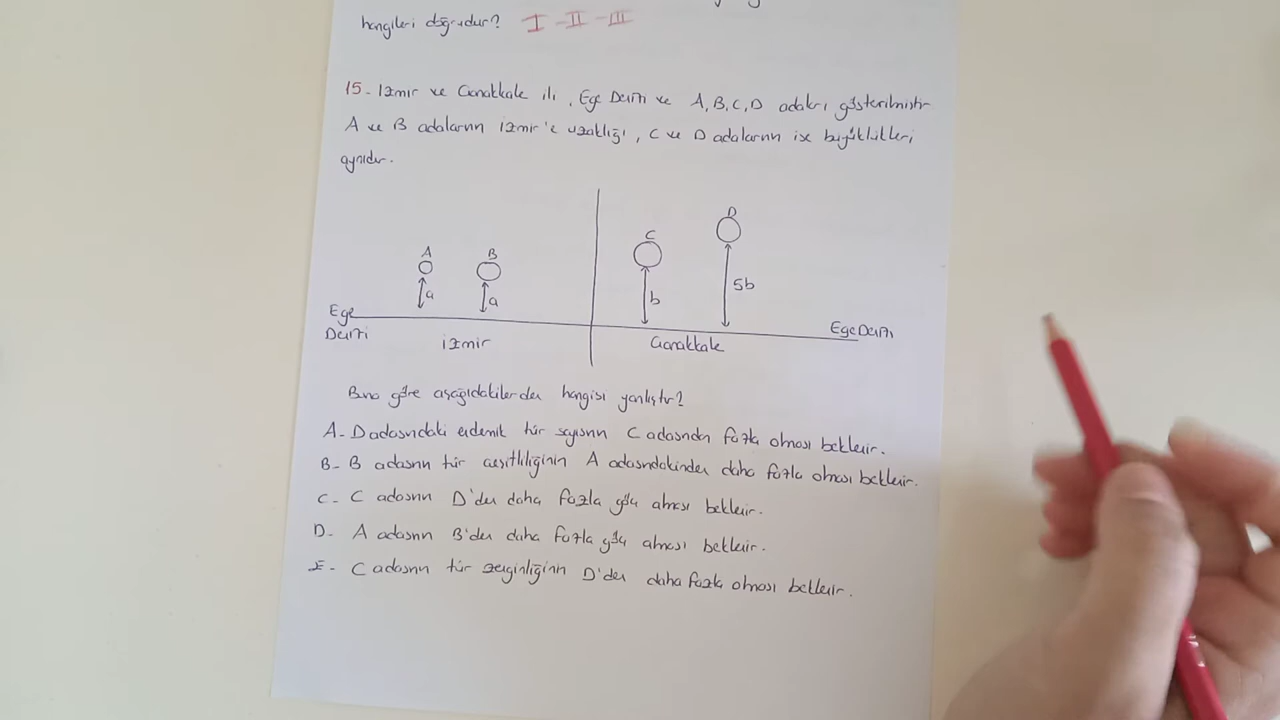 hangileri doğrudur? I - II - III
15- İzmir ve Çanakkale ili, Ege Denizi ve A, B, C, D adaları gösterilmiştir
A ve B adalarının izmir'e uzaklığı, C ve D adalarının ise büyüklükleri
aynıdır.
A B C D
a a b 5b
Ege Denizi
izmir Çanakkale Ege Denizi
Buna göre aşağıdakilerden hangisi yanlıştır?
A- D adasındaki endemik tür sayısının C adasından fazla olması beklenir.
B- B adasının tür çeşitliliğinin A adasındakinden daha fazla olması beklenir.
C- C adasının D'den daha fazla göç alması beklenir.
D- A adasının B'den daha fazla göç alması beklenir.
E- C adasının tür zenginliğinin D'den daha fazla olması beklenir.